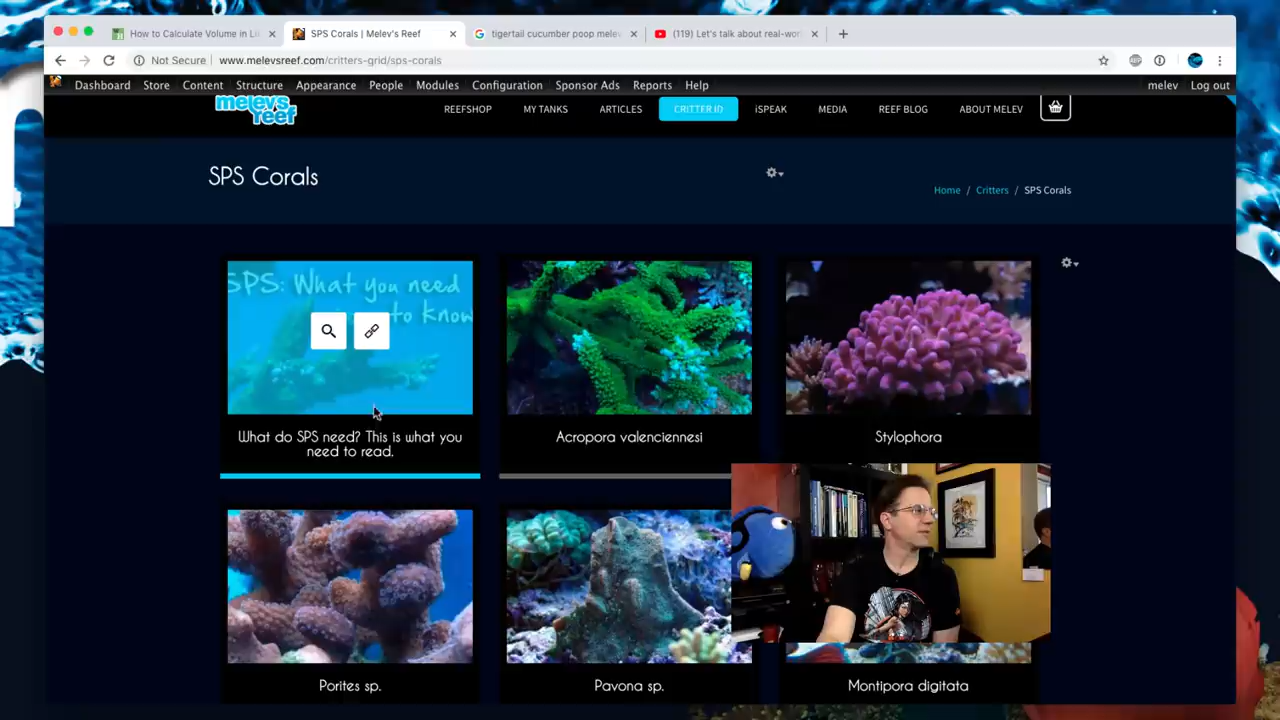 How to Calculate Volume in Li
SPS Corals | Melev's Reef
tigertail cucumber poop melev
(119) Let's talk about real-wor
Not Secure
www.melevsreef.com/critters-grid/sps-corals
Dashboard Store Content Structure Appearance People Modules Configuration Sponsor Ads Reports Help
melev Log out
melevs
reef
REEFSHOP MY TANKS ARTICLES CRITTER ID iSPEAK MEDIA REEF BLOG ABOUT MELEV
SPS Corals
Home / Critters / SPS Corals
SPS: What you need
to know
What do SPS need? This is what you
need to read.
Acropora valenciennesi
Stylophora
Porites sp.
Pavona sp.
Montipora digitata